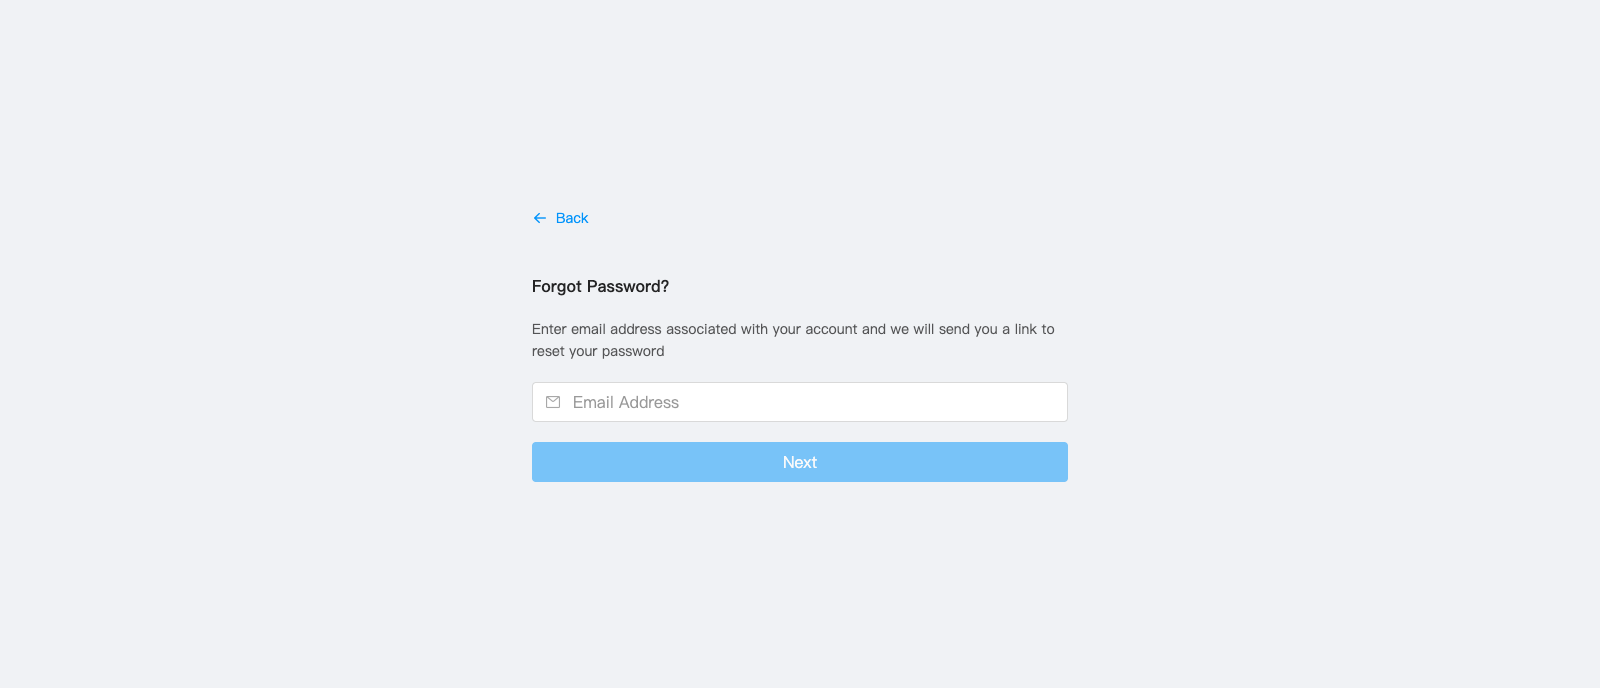 Back
Forgot Password?
Enter email address associated with your account and we will send you a link to
reset your password
Email Address
Next